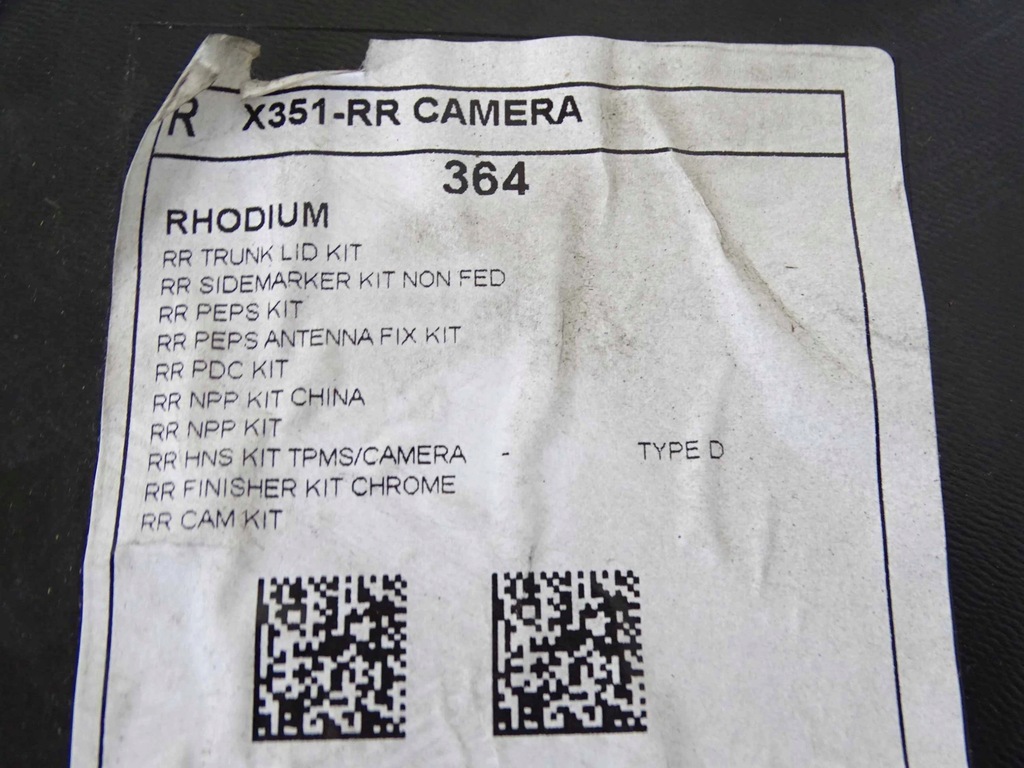 R X351-RR CAMERA
364
RHODIUM
RR TRUNK LID KIT
RR SIDEMARKER KIT NON FED
RR PEPS KIT
RR PEPS ANTENNA FIX KIT
RR PDC KIT
RR NPP KIT CHINA
RR NPP KIT
RR HNS KIT TPMS/CAMERA - TYPE D
RR FINISHER KIT CHROME
RR CAM KIT